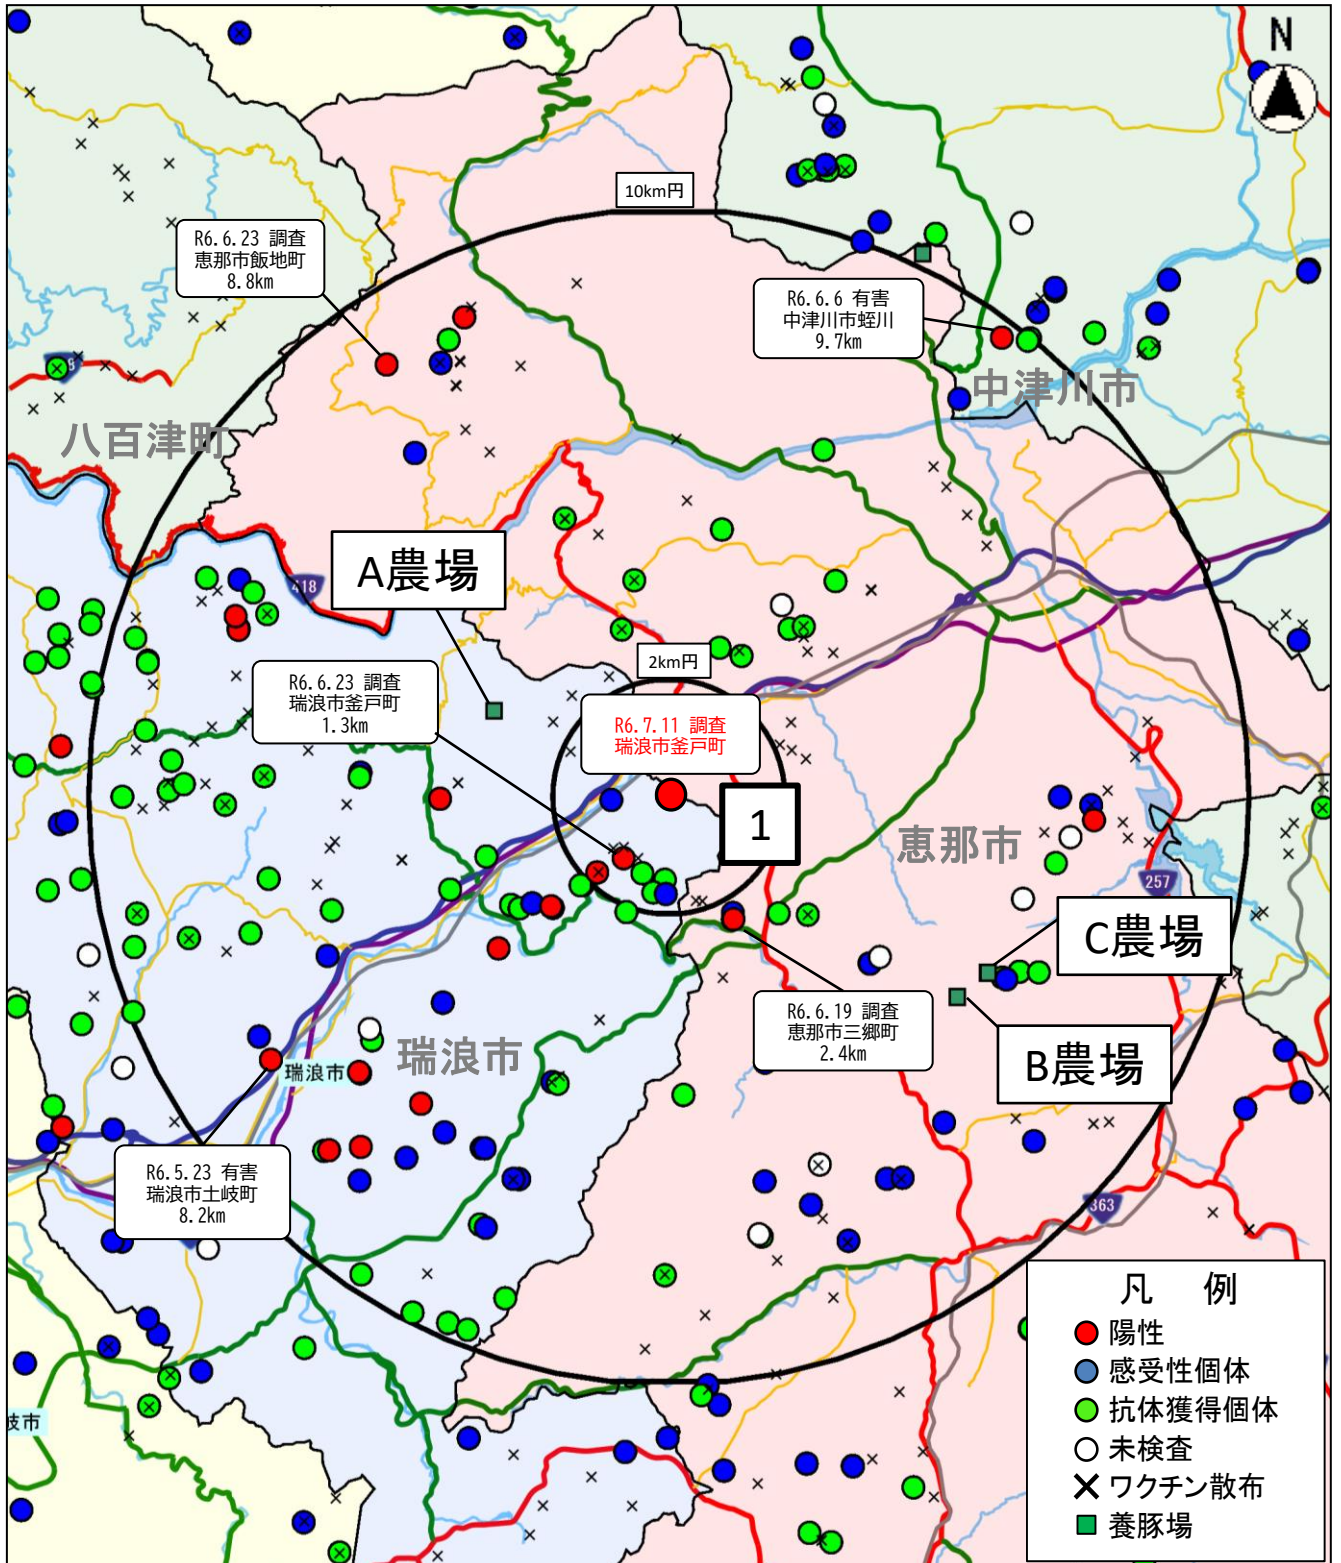 N
10km円
R6.6.23 調査
恵那市飯地町
8.8km
R6.6.6 有害
中津川市蛭川
9.7km
中津川市
八百津町
A農場
418
2km円
R6.6.23 調査
瑞浪市釜戸町
1.3km
R6.7.11 調査
瑞浪市釜戸町
1
恵那市
257
C農場
R6.6.19 調査
恵那市三郷町
2.4km
B農場
瑞浪市
瑞浪市
R6.5.23 有害
瑞浪市土岐町
8.2km
363
凡 例
陽性
感受性個体
抗体獲得個体
未検査
ワクチン散布
養豚場
岐市